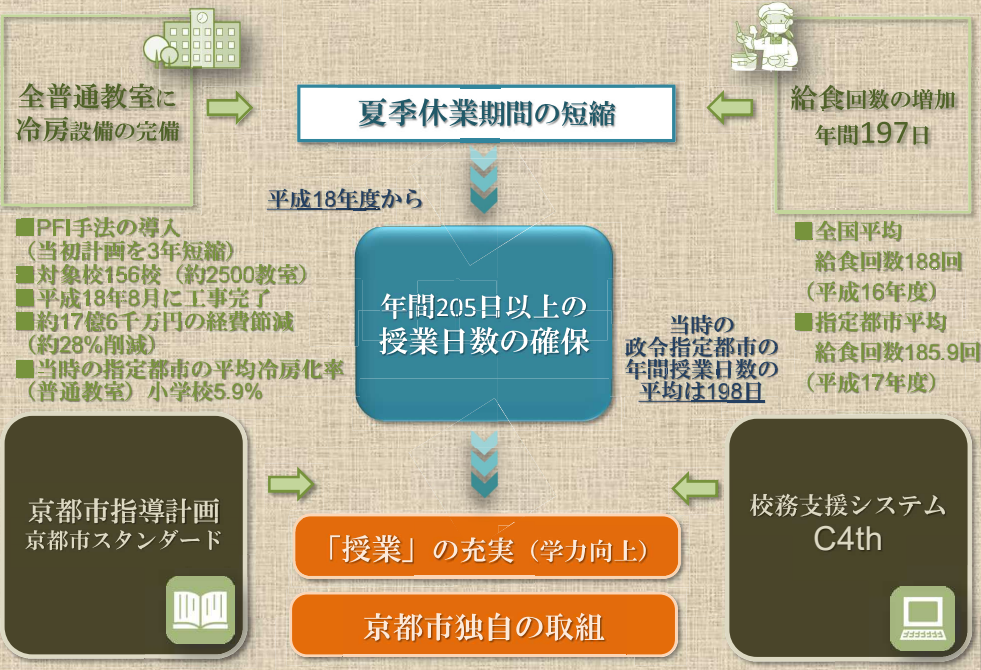 全普通教室に
冷房設備の完備
夏季休業期間の短縮
給食回数の増加
年間197日
平成18年度から
■PFI手法の導入
（当初計画を3年短縮）
■対象校156校（約2500教室）
■平成18年8月に工事完了
■約17億6千万円の経費節減
（約28%削減）
■当時の指定都市の平均冷房化率
（普通教室）小学校5.9%
年間205日以上の
授業日数の確保
当時の
政令指定都市の
年間授業日数の
平均は198日
■全国平均
給食回数188回
（平成16年度）
■指定都市平均
給食回数185.9回
（平成17年度）
京都市指導計画
京都市スタンダード
「授業」の充実（学力向上）
京都市独自の取組
校務支援システム
C4th